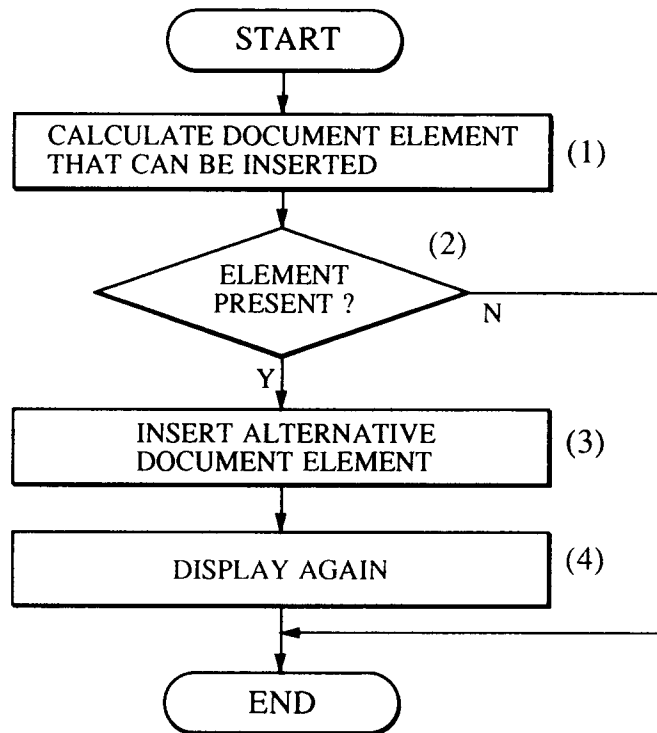 START
CALCULATE DOCUMENT ELEMENT
THAT CAN BE INSERTED
(1)
(2)
ELEMENT
PRESENT ?
N
Y
INSERT ALTERNATIVE
DOCUMENT ELEMENT
(3)
DISPLAY AGAIN
(4)
END